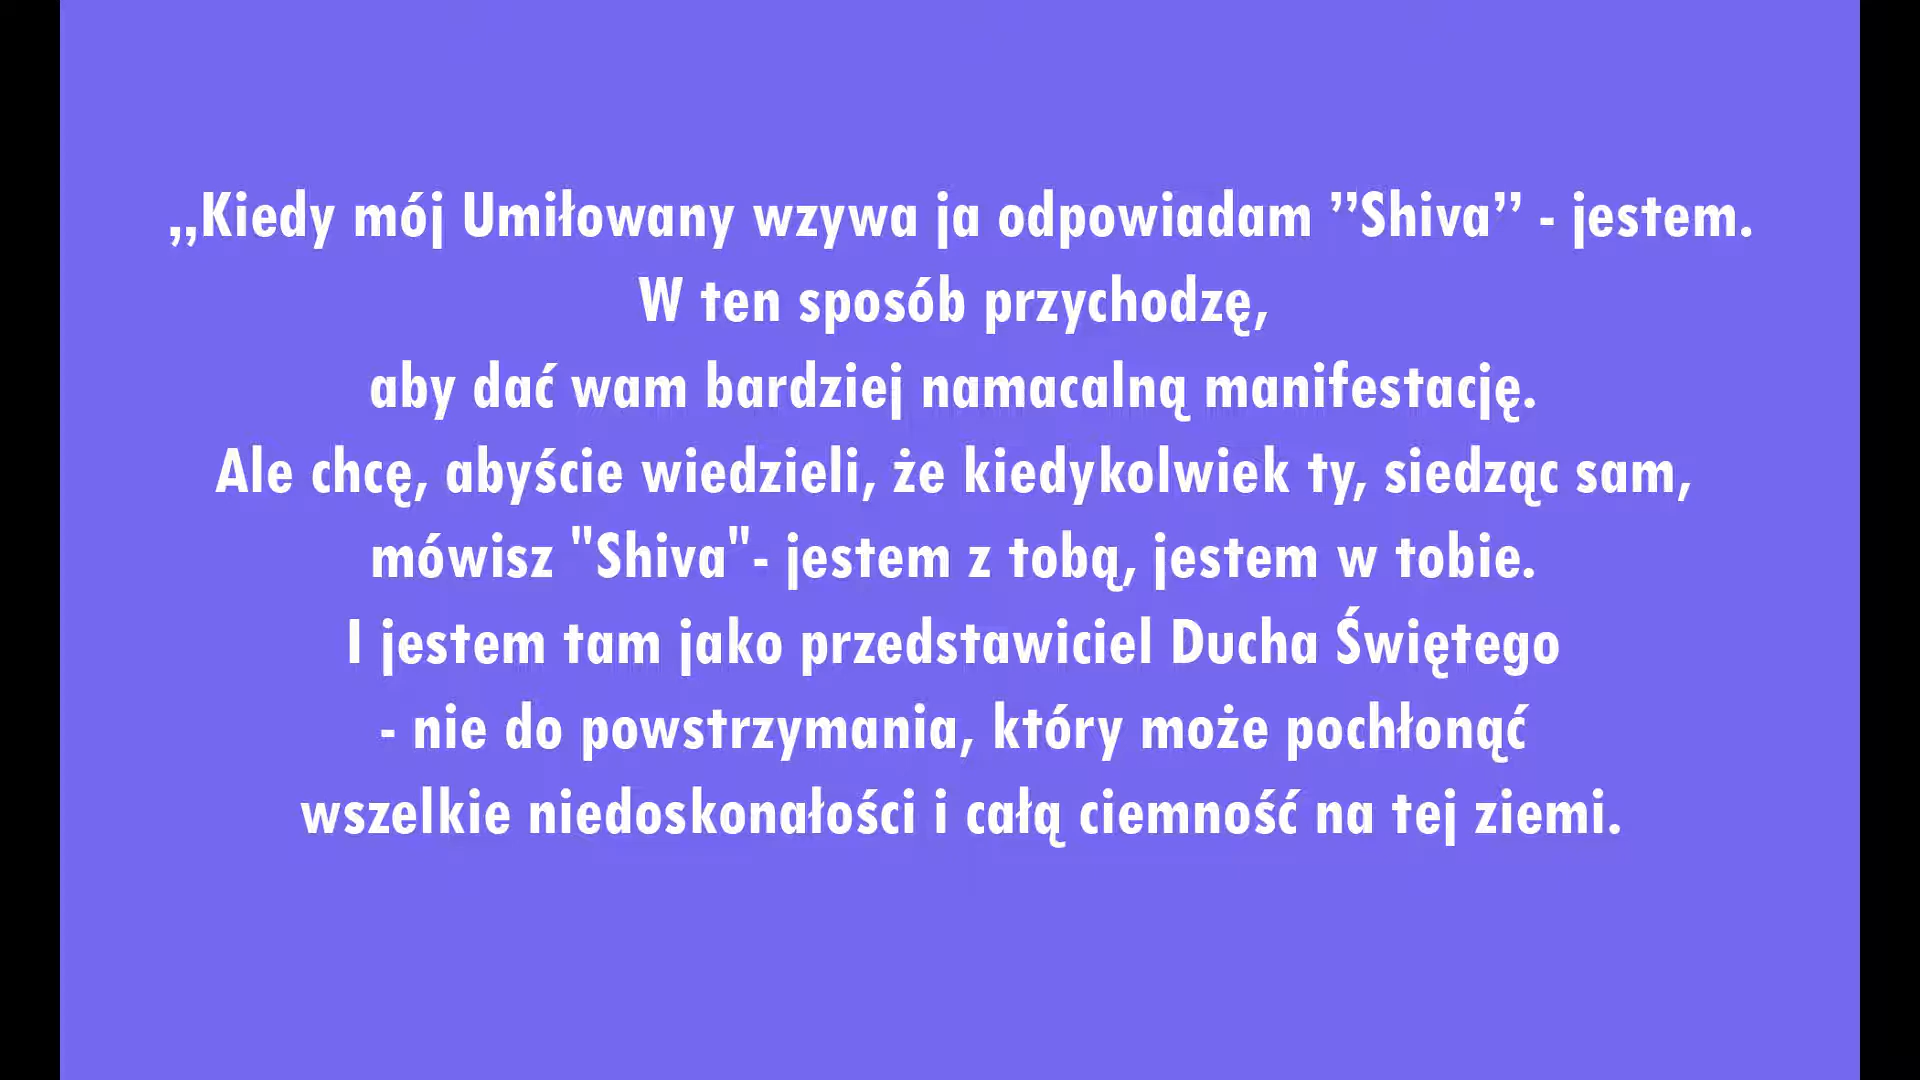 „Kiedy mój Umiłowany wzywa ja odpowiadam ”Shiva” - jestem.
W ten sposób przychodzę,
aby dać wam bardziej namacalną manifestację.
Ale chcę, abyście wiedzieli, że kiedykolwiek ty, siedząc sam,
mówisz "Shiva"- jestem z tobą, jestem w tobie.
I jestem tam jako przedstawiciel Ducha Świętego
- nie do powstrzymania, który może pochłonąć
wszelkie niedoskonałości i całą ciemność na tej ziemi.